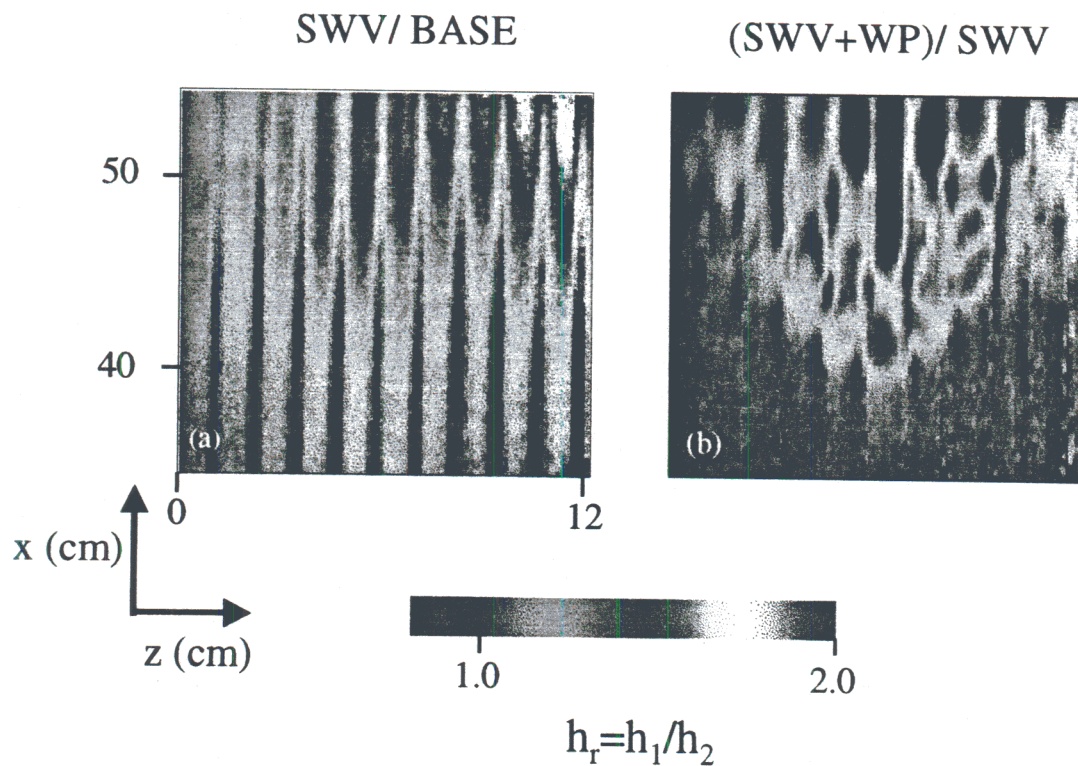 SWV/ BASE
(SWV+WP)/ SWV
50
40
(a)
(b)
0
12
x (cm)
z (cm)
1.0
2.0
h_r=h_1/h_2